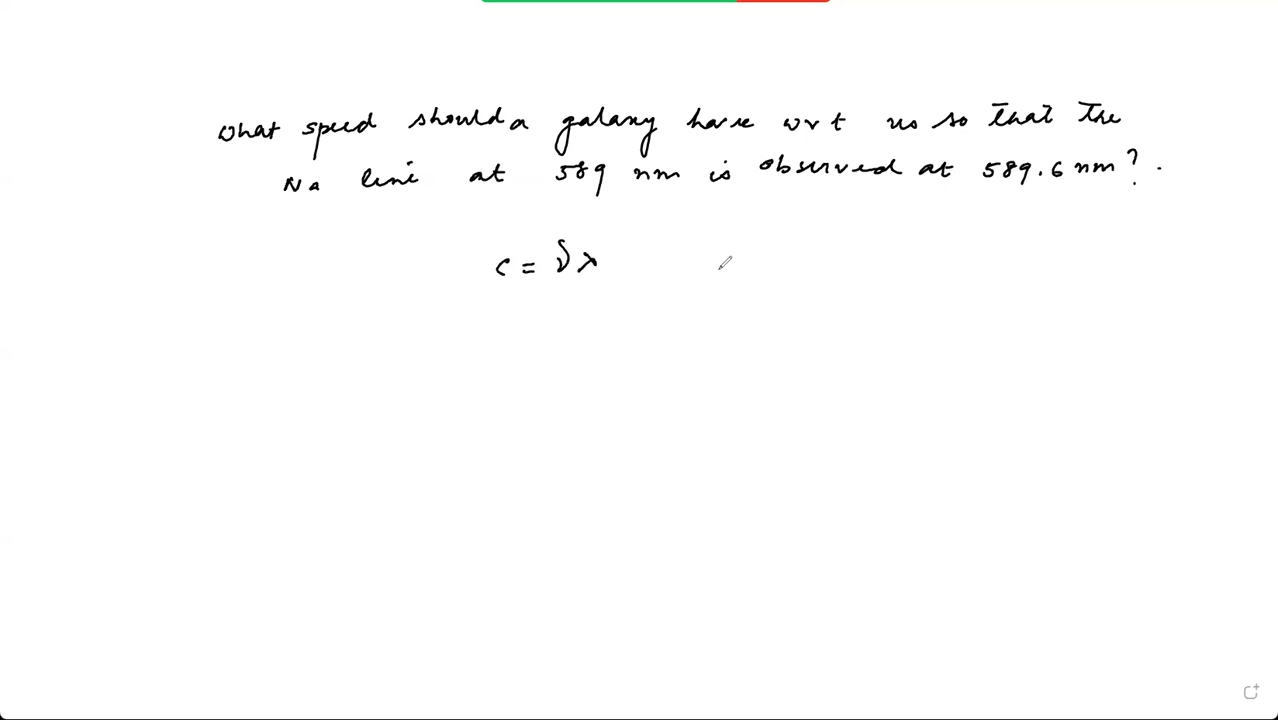 What speed should a galaxy have wrt us so that the
Na line at 589 nm is observed at 589.6 nm? .
c = νλ